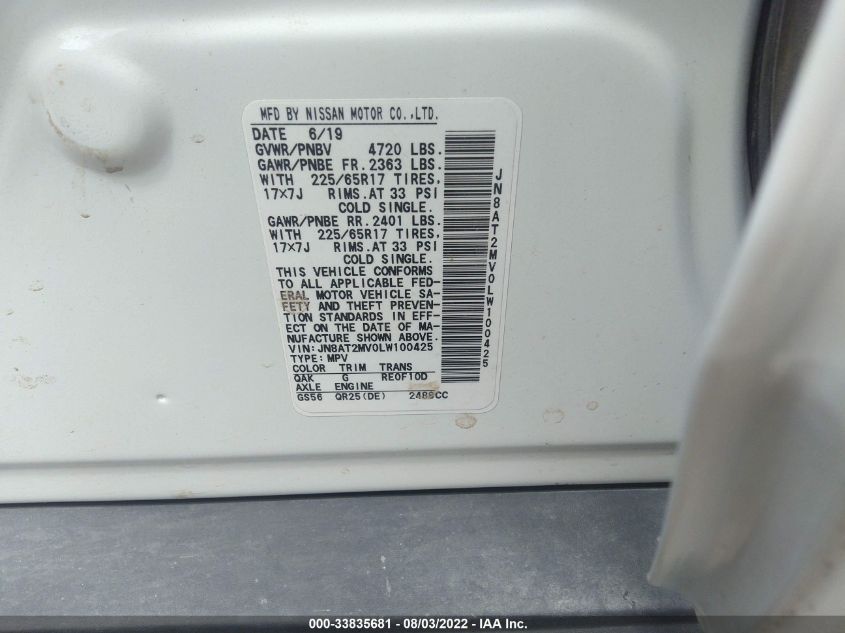 MFD BY NISSAN MOTOR CO.,LTD.
DATE 6/19
GVWR/PNBV 4720 LBS.
GAWR/PNBE FR. 2363 LBS.
WITH 225/65R17 TIRES,
17×7J RIMS.AT 33 PSI
COLD SINGLE.
GAWR/PNBE RR. 2401 LBS.
WITH 225/65R17 TIRES,
17×7J RIMS.AT 33 PSI
COLD SINGLE.
THIS VEHICLE CONFORMS
TO ALL APPLICABLE FED-
ERAL MOTOR VEHICLE SA-
FETY AND THEFT PREVEN-
TION STANDARDS IN EFF-
ECT ON THE DATE OF MA-
NUFACTURE SHOWN ABOVE.
VIN: JN8AT2MV0LW100425
TYPE: MPV
COLOR TRIM TRANS
QAK G RE0F10D
AXLE ENGINE
GS56 QR25(DE) 2488CC
JN8AT2MV0LW100425
000-33835681 - 08/03/2022 - IAA Inc.